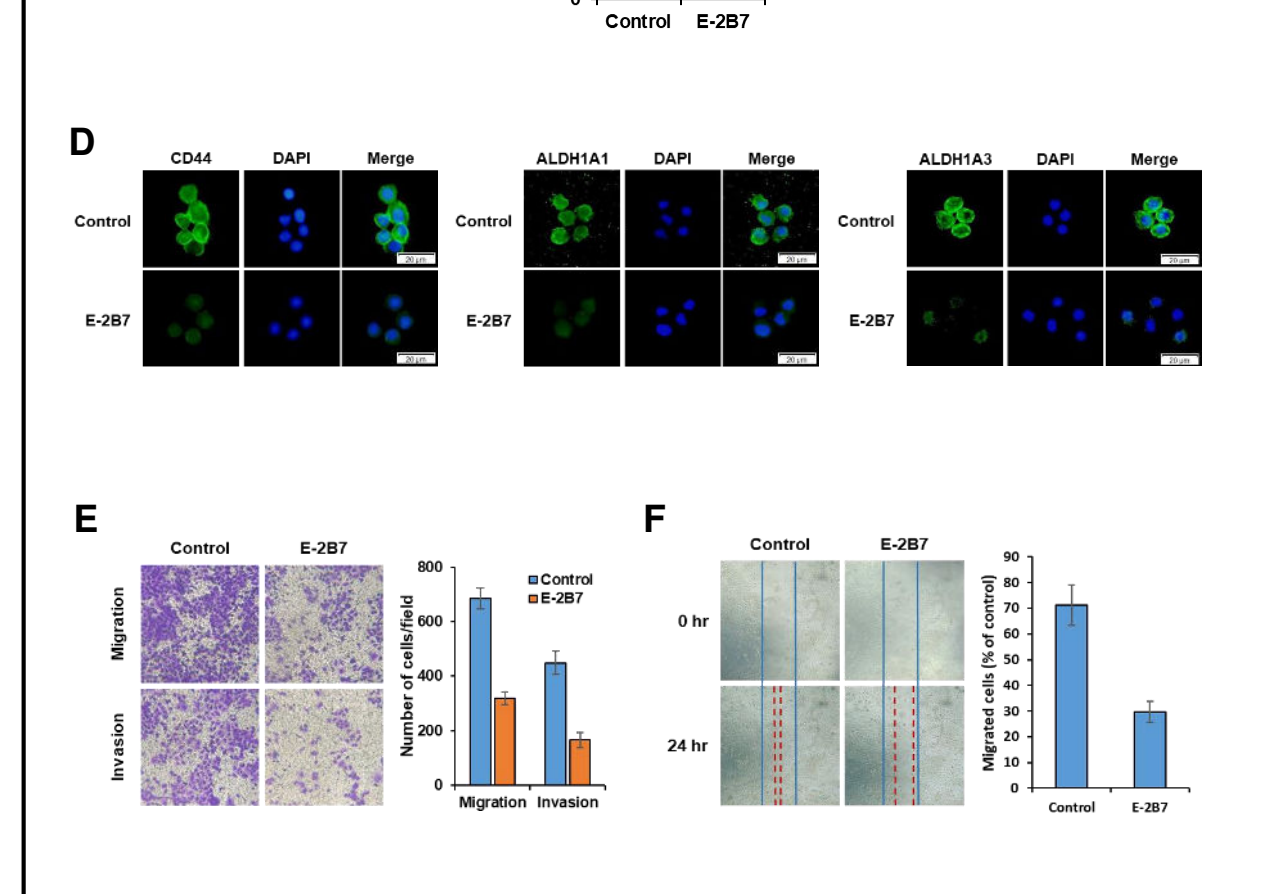 0
Control E-2B7
D
CD44 DAPI Merge
ALDH1A1 DAPI Merge
ALDH1A3 DAPI Merge
Control
Control
Control
20 µm
20 µm
20 µm
E-2B7
E-2B7
E-2B7
20 µm
20 µm
20 µm
E
Control E-2B7
Migration
Invasion
Number of cells/field
800
600
400
200
0
Control
E-2B7
Migration Invasion
F
Control E-2B7
0 hr
24 hr
Migrated cells (% of control)
90
80
70
60
50
40
30
20
10
0
Control E-2B7